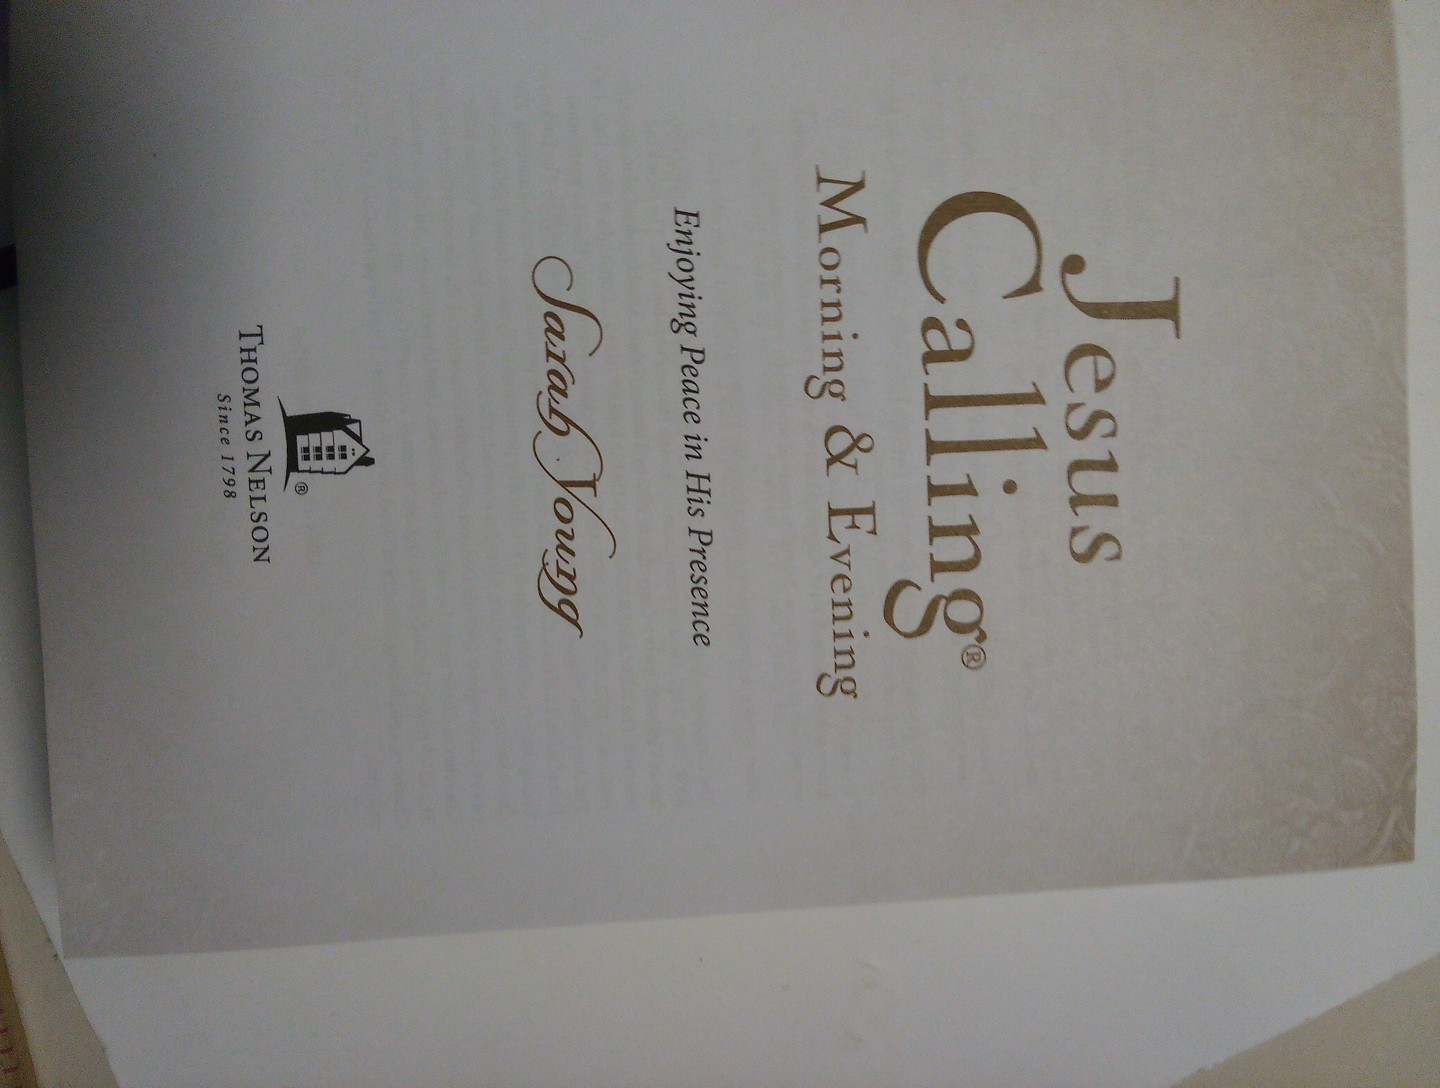 Jesus
Calling®
Morning & Evening
Enjoying Peace in His Presence
Sarah Young
®
THOMAS NELSON
Since 1798